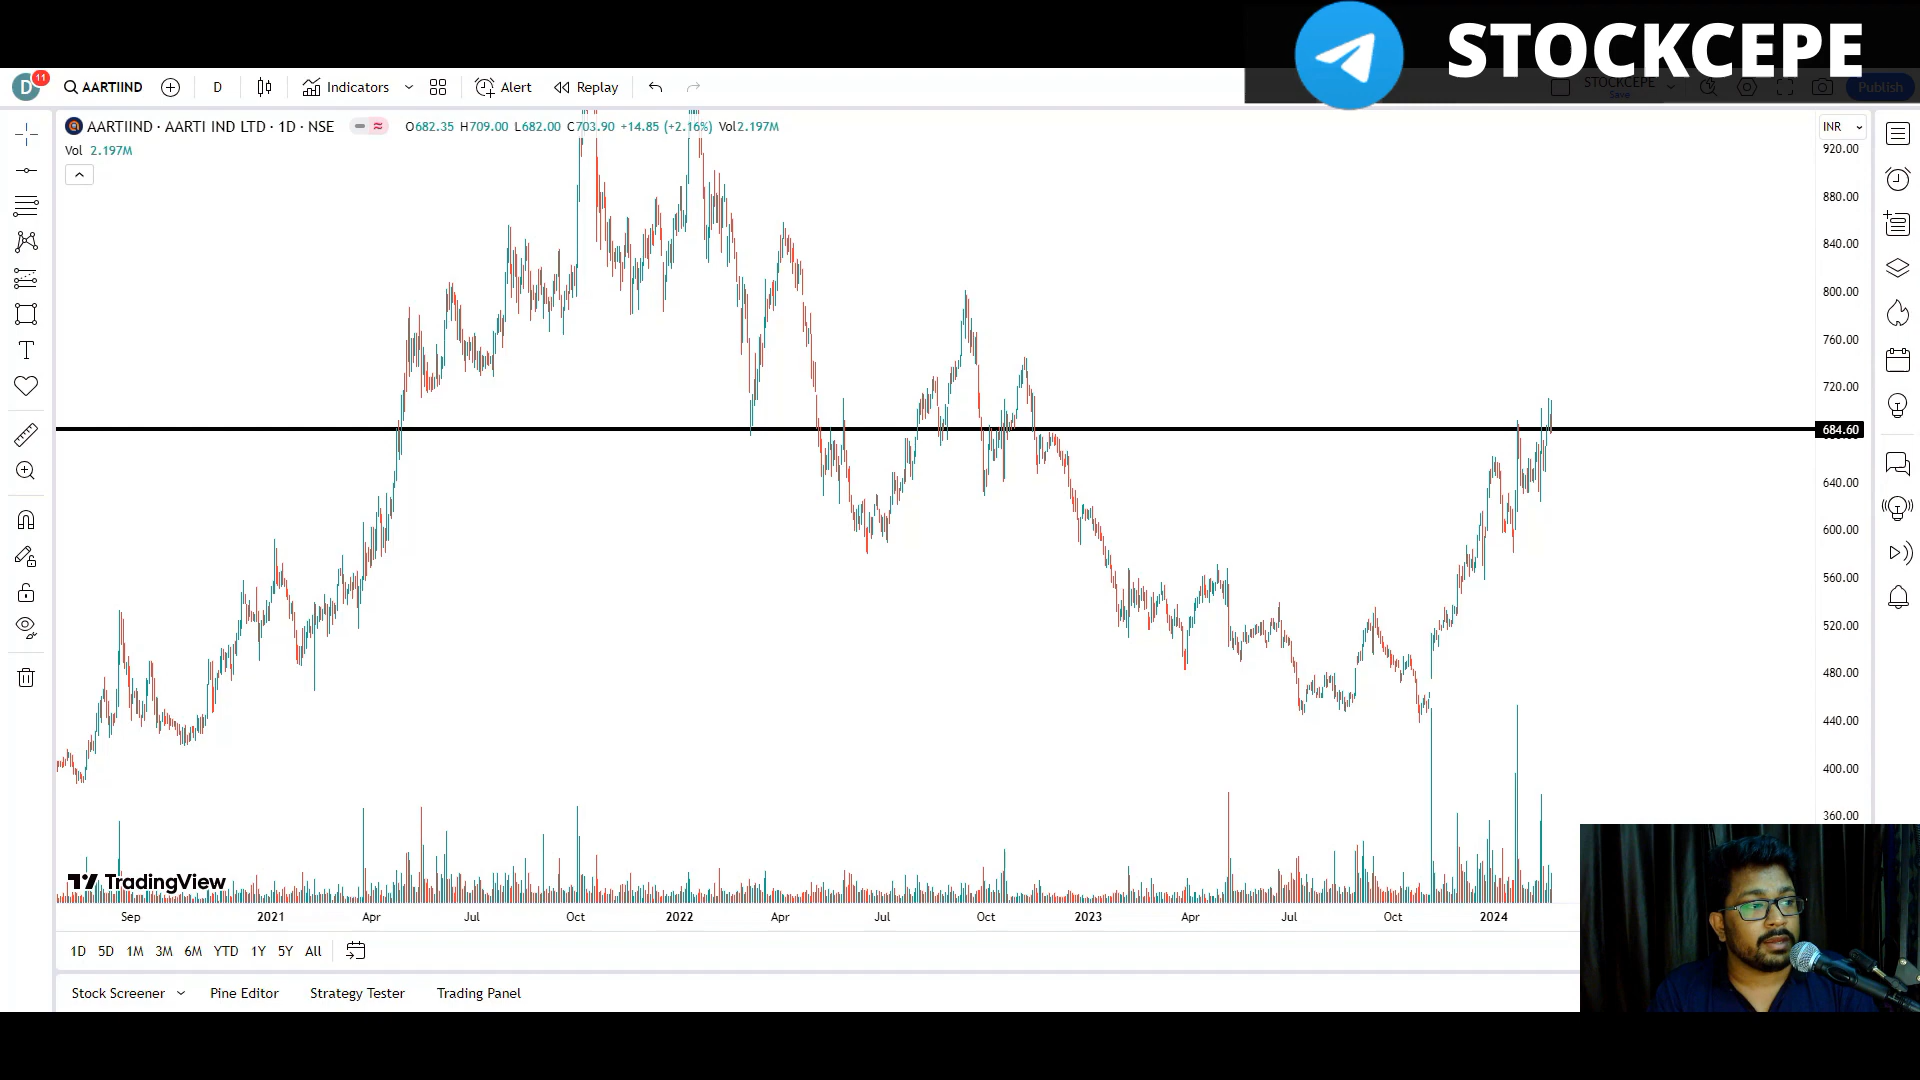 STOCKCEPE
D
11
AARTIIND
D
Indicators
Alert
Replay
STOCKCEPE
Save
Publish
AARTIIND · AARTI IND LTD · 1D · NSE
O682.35 H709.00 L682.00 C703.90 +14.85 (+2.16%) Vol2.197M
INR
Vol 2.197M
920.00
880.00
840.00
800.00
760.00
720.00
684.60
640.00
600.00
560.00
520.00
480.00
440.00
400.00
360.00
TradingView
Sep 2021 Apr Jul Oct 2022 Apr Jul Oct 2023 Apr Jul Oct 2024
1D 5D 1M 3M 6M YTD 1Y 5Y All
Stock Screener Pine Editor Strategy Tester Trading Panel